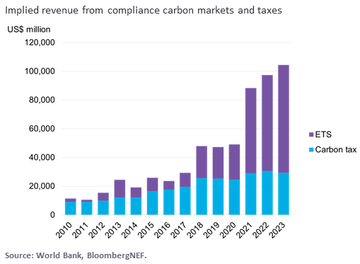 Implied revenue from compliance carbon markets and taxes
US$ million
120,000
100,000
80,000
60,000
40,000
20,000
0
ETS
Carbon tax
2010 2011 2012 2013 2014 2015 2016 2017 2018 2019 2020 2021 2022 2023
Source: World Bank, BloombergNEF.